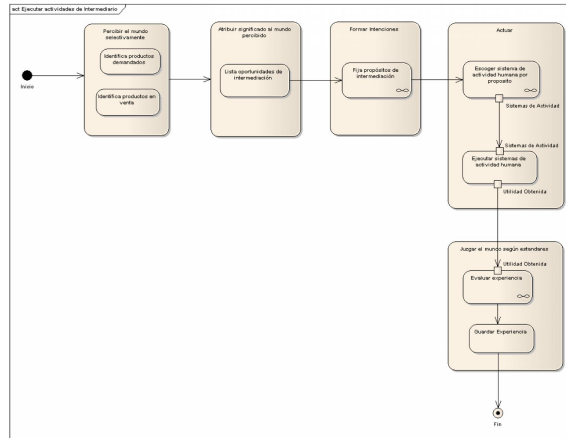 act Ejecutar actividades de Intermediario
Percibir el mundo
selectivamente
Identifica productos
demandados
Identifica productos en
venta
Inicio
Atribuir significado al mundo
percibido
Lista oportunidades de
intermediación
Formar Intenciones
Fija propósitos de
intermediación
Actuar
Escoger sistema de
actividad humana por
proposito
Sistemas de Actividad
Sistemas de Actividad
Ejecutar sistemas de
actividad humana
Utilidad Obtenida
Juzgar el mundo según estandares
Utilidad Obtenida
Evaluar experiencia
Guardar Experiencia
Fin